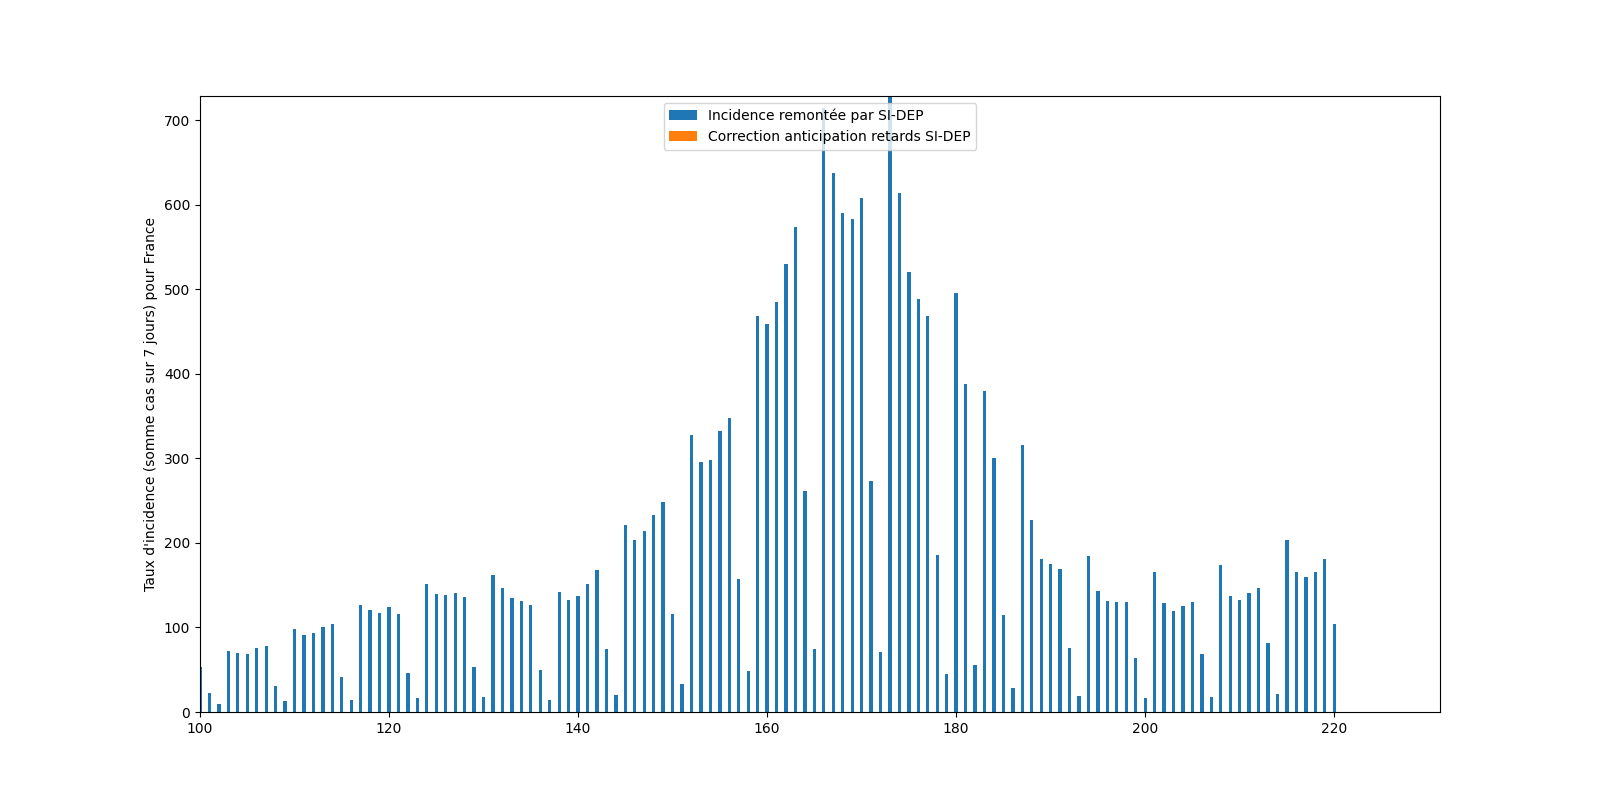 Incidence remontée par SI-DEP
Correction anticipation retards SI-DEP
Taux d'incidence (somme cas sur 7 jours) pour France
700
600
500
400
300
200
100
0
100 120 140 160 180 200 220